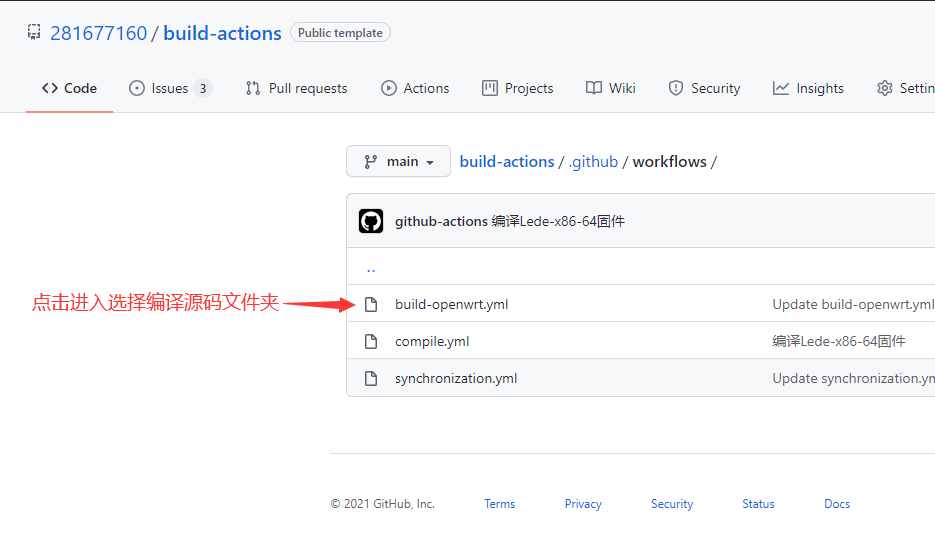 281677160 / build-actions Public template
Code Issues 3 Pull requests Actions Projects Wiki Security Insights Settin
main build-actions / .github / workflows /
github-actions 编译Lede-x86-64固件
..
点击进入选择编译源码文件夹 build-openwrt.yml Update build-openwrt.yml
compile.yml 编译Lede-x86-64固件
synchronization.yml Update synchronization.ym
© 2021 GitHub, Inc. Terms Privacy Security Status Docs